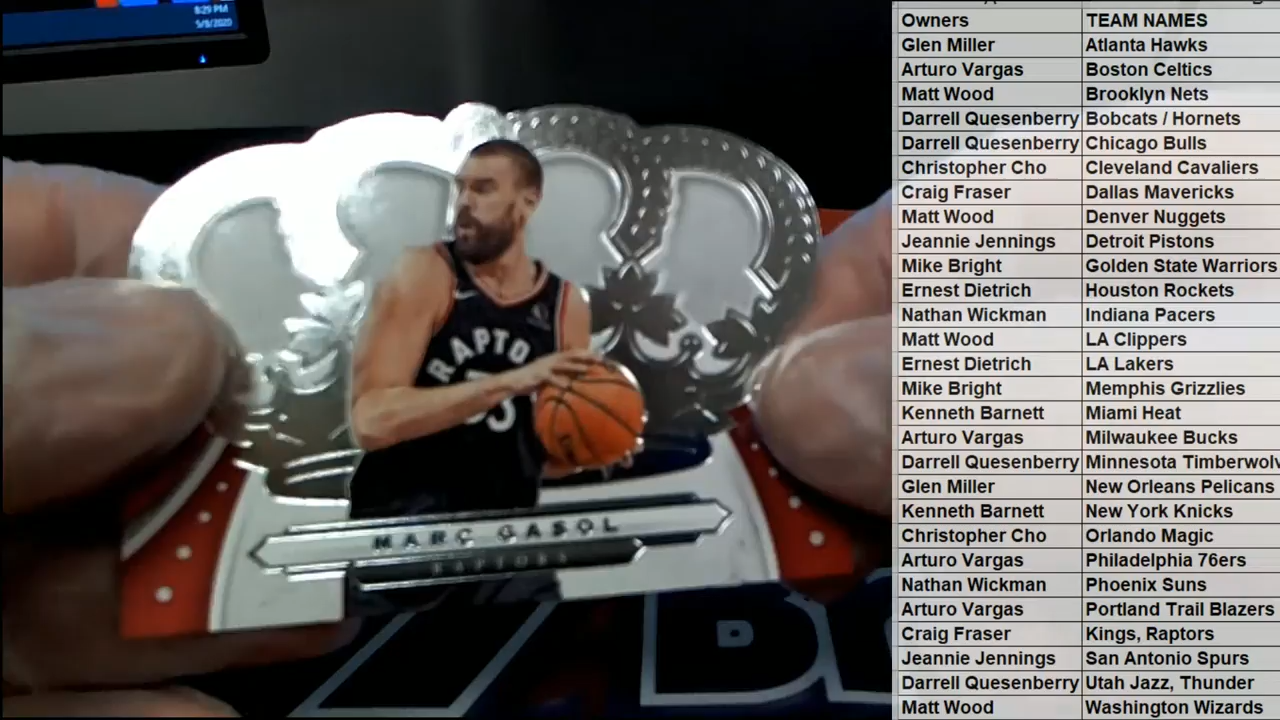 8:29 PM
5/8/2020
RAPTO
MARC GASOL
RAPTORS
Owners TEAM NAMES
Glen Miller Atlanta Hawks
Arturo Vargas Boston Celtics
Matt Wood Brooklyn Nets
Darrell Quesenberry Bobcats / Hornets
Darrell Quesenberry Chicago Bulls
Christopher Cho Cleveland Cavaliers
Craig Fraser Dallas Mavericks
Matt Wood Denver Nuggets
Jeannie Jennings Detroit Pistons
Mike Bright Golden State Warriors
Ernest Dietrich Houston Rockets
Nathan Wickman Indiana Pacers
Matt Wood LA Clippers
Ernest Dietrich LA Lakers
Mike Bright Memphis Grizzlies
Kenneth Barnett Miami Heat
Arturo Vargas Milwaukee Bucks
Darrell Quesenberry Minnesota Timberwolv
Glen Miller New Orleans Pelicans
Kenneth Barnett New York Knicks
Christopher Cho Orlando Magic
Arturo Vargas Philadelphia 76ers
Nathan Wickman Phoenix Suns
Arturo Vargas Portland Trail Blazers
Craig Fraser Kings, Raptors
Jeannie Jennings San Antonio Spurs
Darrell Quesenberry Utah Jazz, Thunder
Matt Wood Washington Wizards